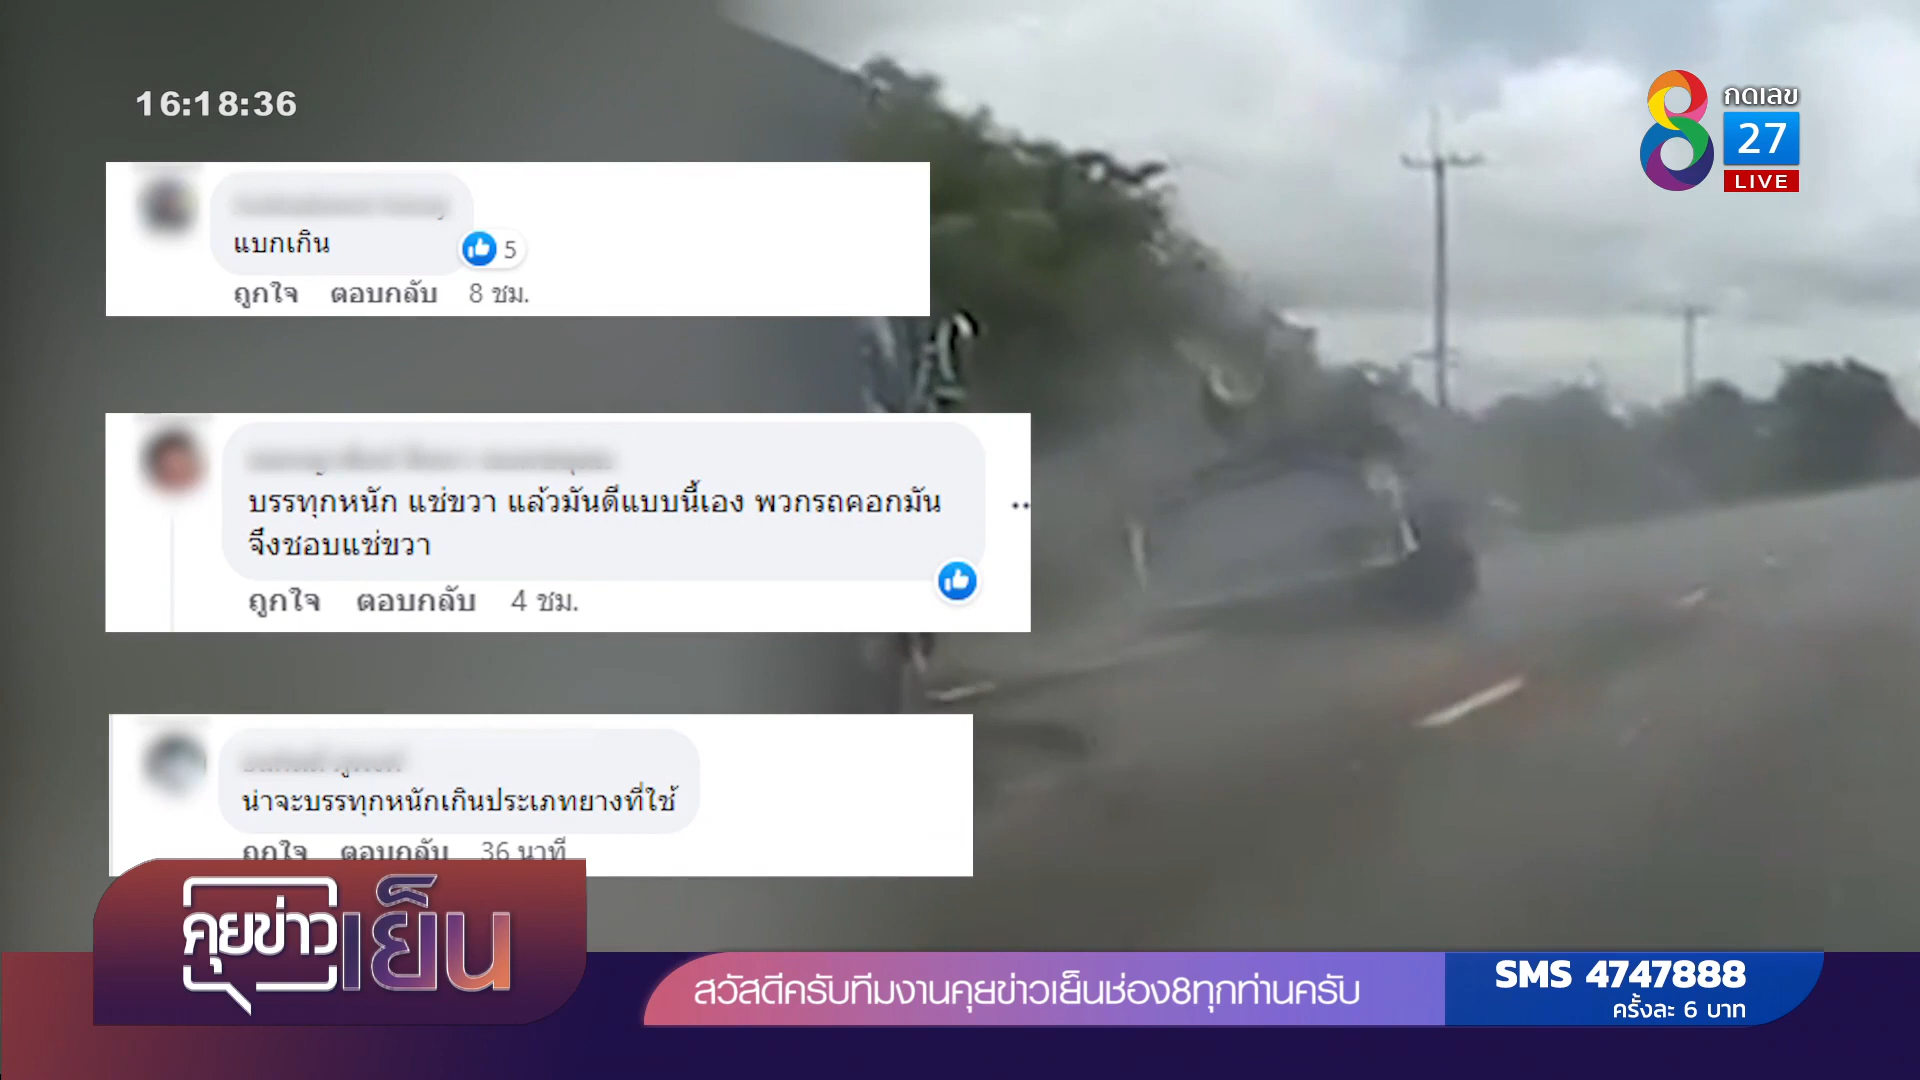 16:18:36
กดเลข
27
LIVE
แบกเกิน
5
ถูกใจ ตอบกลับ 8 ชม.
บรรทุกหนัก แช่ขวา แล้วมันดีแบบนี้เอง พวกรถคอกมัน
จึงชอบแช่ขวา
ถูกใจ ตอบกลับ 4 ชม.
น่าจะบรรทุกหนักเกินประเภทยางที่ใช้
ถูกใจ ตอบกลับ 36 นาที
คุยข่าวเย็น
สวัสดีครับทีมงานคุยข่าวเย็นช่อง8ทุกท่านครับ
SMS 4747888
ครั้งละ 6 บาท